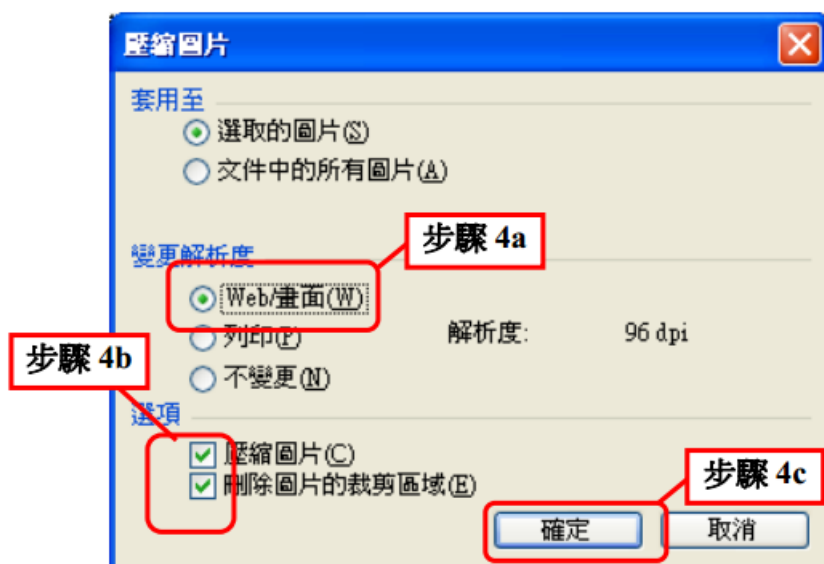 壓縮圖片
套用至
選取的圖片(S)
文件中的所有圖片(A)
步驟 4a
變更解析度
Web/畫面(W)
列印(P) 解析度: 96 dpi
步驟 4b
不變更(N)
選項
壓縮圖片(C)
刪除圖片的裁剪區域(E)
步驟 4c
確定 取消